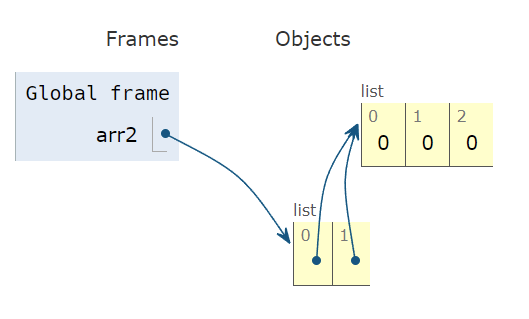 Frames Objects
Global frame
arr2
list
0 1 2
0 0 0
list
0 1